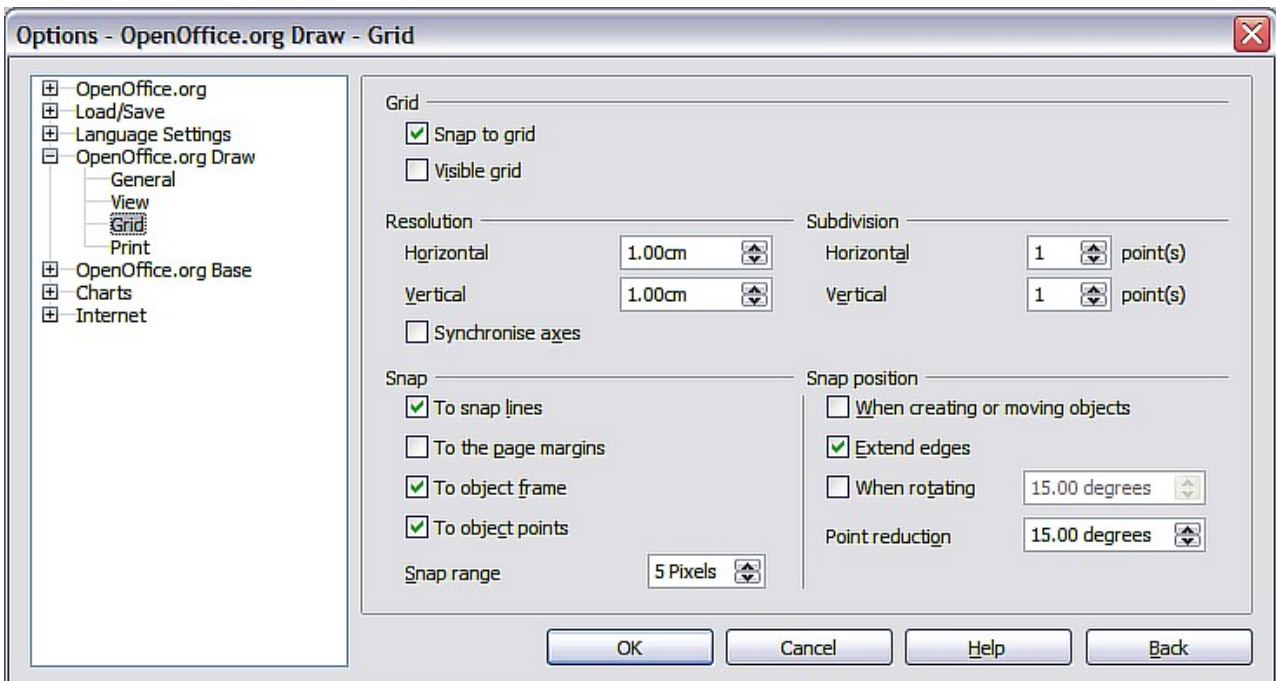 Options - OpenOffice.org Draw - Grid
OpenOffice.org
Load/Save
Language Settings
OpenOffice.org Draw
General
View
Grid
Print
OpenOffice.org Base
Charts
Internet
Grid
Snap to grid
Visible grid
Resolution
Horizontal 1.00cm
Vertical 1.00cm
Synchronise axes
Subdivision
Horizontal 1 point(s)
Vertical 1 point(s)
Snap
To snap lines
To the page margins
To object frame
To object points
Snap range 5 Pixels
Snap position
When creating or moving objects
Extend edges
When rotating 15.00 degrees
Point reduction 15.00 degrees
OK Cancel Help Back